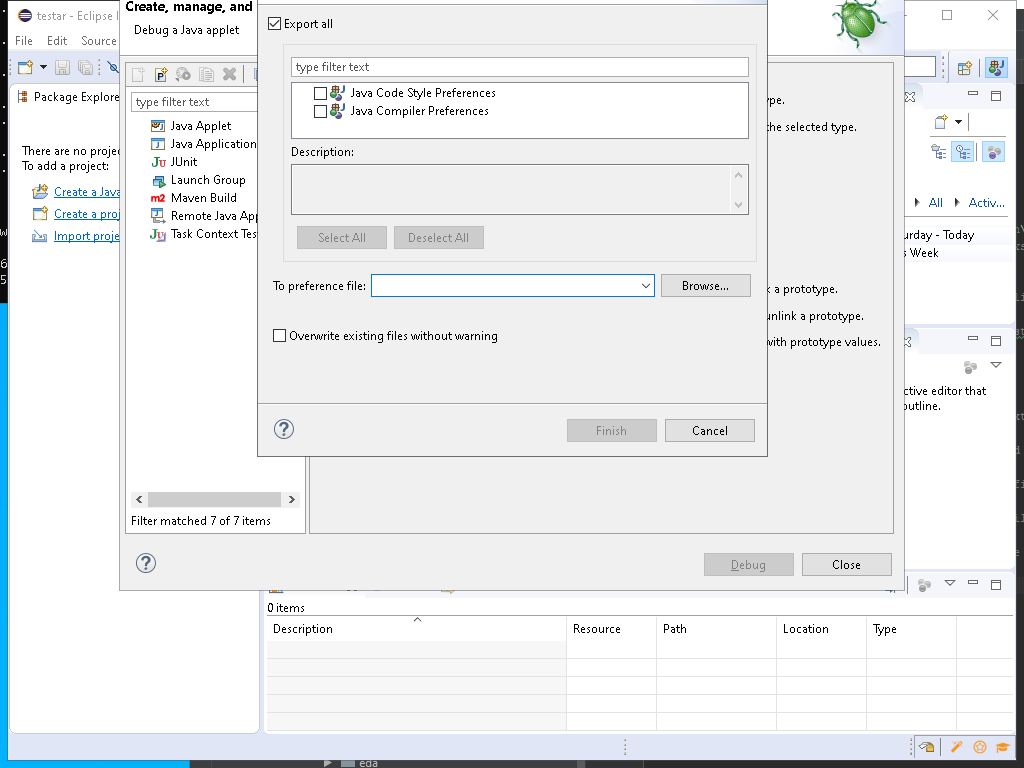 testar - Eclipse I
File Edit Source
Package Explore
There are no projec
To add a project:
Create a Java
Create a proj
Import proje
Create, manage, and
Debug a Java applet
type filter text
Java Applet
Java Application
JUnit
Launch Group
Maven Build
Remote Java App
Task Context Test
Filter matched 7 of 7 items
Export all
type filter text
Java Code Style Preferences
Java Compiler Preferences
Description:
Select All Deselect All
To preference file: Browse...
Overwrite existing files without warning
Finish Cancel
ype.
the selected type.
k a prototype.
unlink a prototype.
with prototype values.
Debug Close
All Activ...
urday - Today
s Week
ctive editor that
outline.
0 items
Description Resource Path Location Type
eda